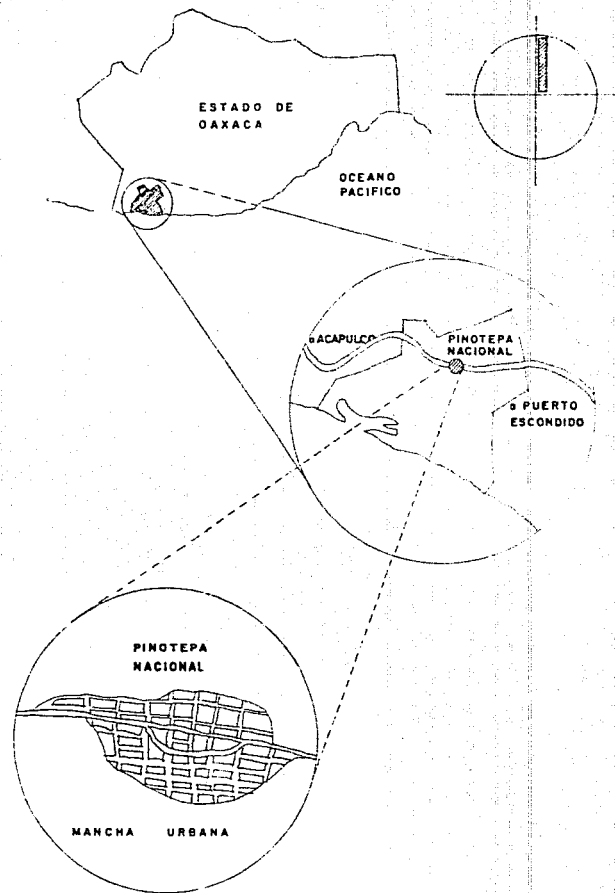 ESTADO DE
OAXACA
OCEANO
PACIFICO
a ACAPULCO
PINOTEPA
NACIONAL
a PUERTO
ESCONDIDO
PINOTEPA
NACIONAL
MANCHA URBANA